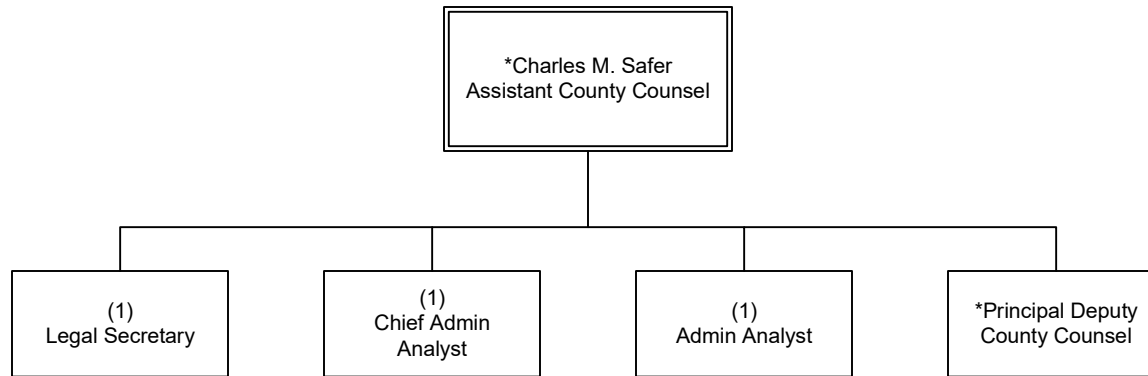 *Charles M. Safer
Assistant County Counsel
(1)
Legal Secretary
(1)
Chief Admin
Analyst
(1)
Admin Analyst
*Principal Deputy
County Counsel